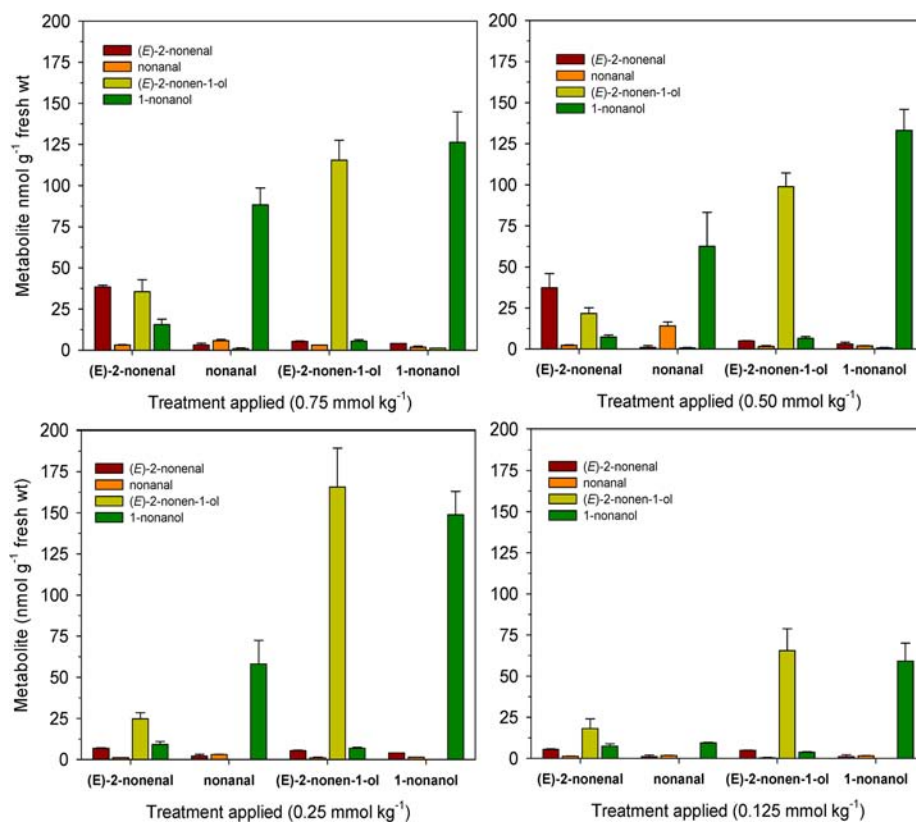 200
175
150
125
100
75
50
25
0
Metabolite nmol g⁻¹ fresh wt
(E)-2-nonenal
nonanal
(E)-2-nonen-1-ol
1-nonanol
(E)-2-nonenal nonanal (E)-2-nonen-1-ol 1-nonanol
Treatment applied (0.75 mmol kg⁻¹)
200
175
150
125
100
75
50
25
0
(E)-2-nonenal
nonanal
(E)-2-nonen-1-ol
1-nonanol
(E)-2-nonenal nonanal (E)-2-nonen-1-ol 1-nonanol
Treatment applied (0.50 mmol kg⁻¹)
200
175
150
125
100
75
50
25
0
Metabolite (nmol g⁻¹ fresh wt)
(E)-2-nonenal
nonanal
(E)-2-nonen-1-ol
1-nonanol
(E)-2-nonenal nonanal (E)-2-nonen-1-ol 1-nonanol
Treatment applied (0.25 mmol kg⁻¹)
200
175
150
125
100
75
50
25
0
(E)-2-nonenal
nonanal
(E)-2-nonen-1-ol
1-nonanol
(E)-2-nonenal nonanal (E)-2-nonen-1-ol 1-nonanol
Treatment applied (0.125 mmol kg⁻¹)